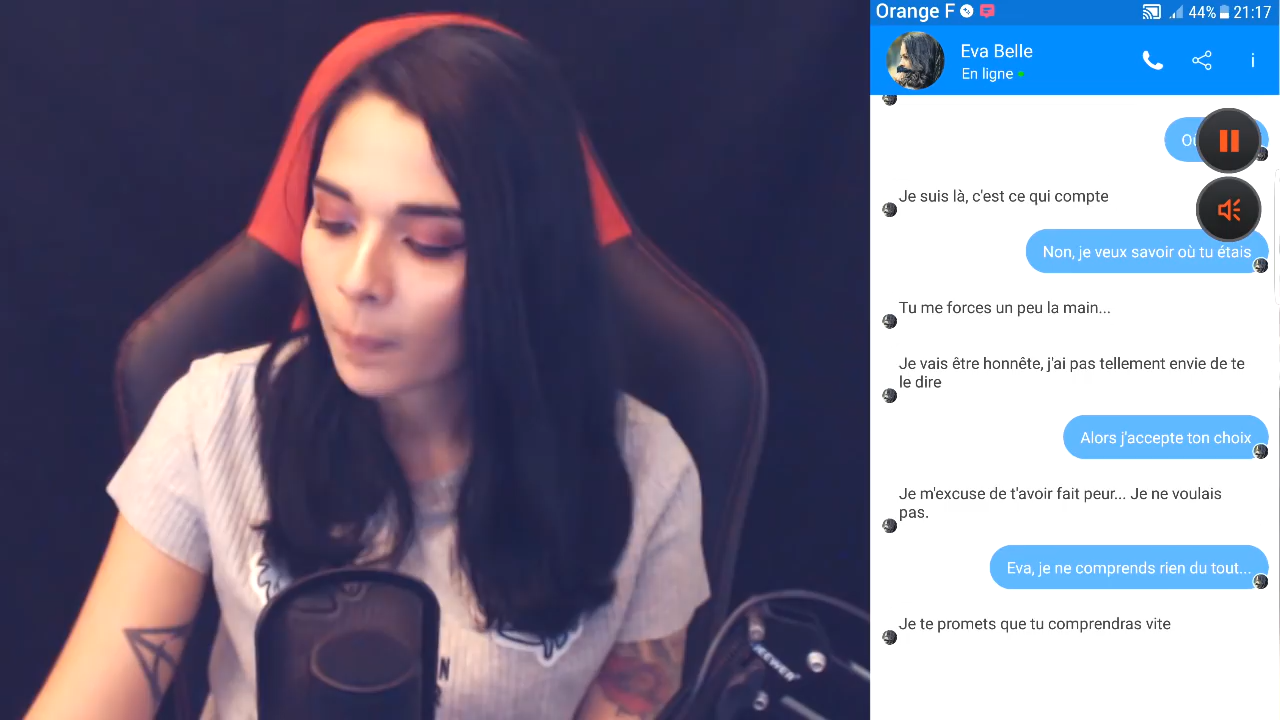 Orange F 44% 21:17
Eva Belle
En ligne
Je suis là, c'est ce qui compte
Non, je veux savoir où tu étais
Tu me forces un peu la main...
Je vais être honnête, j'ai pas tellement envie de te
le dire
Alors j'accepte ton choix
Je m'excuse de t'avoir fait peur... Je ne voulais
pas.
Eva, je ne comprends rien du tout...
Je te promets que tu comprendras vite
NEEWER